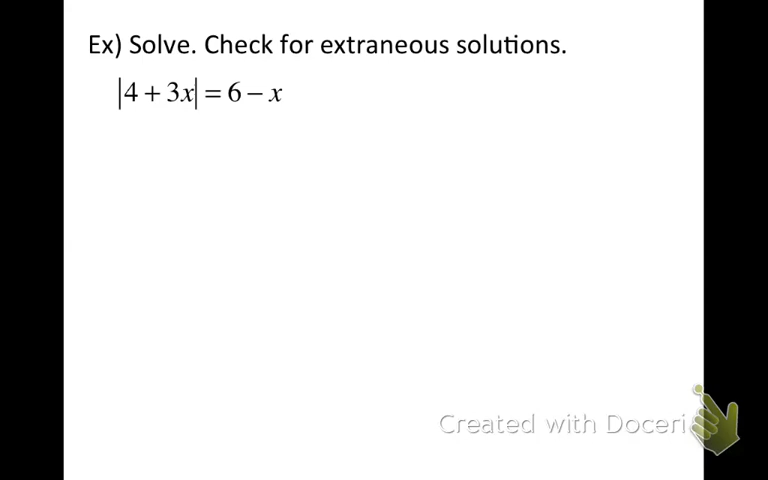 Ex) Solve. Check for extraneous solutions.
|4 + 3x| = 6 − x
Created with Doceri